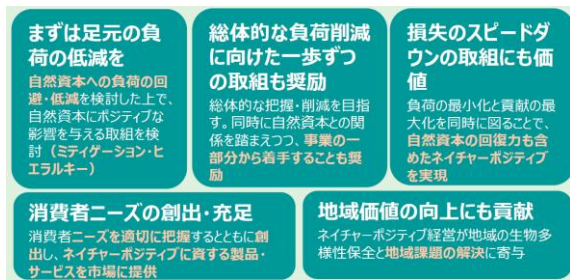 まずは足元の負
荷の低減を
自然資本への負荷の回
避・低減を検討した上で、
自然資本にポジティブな
影響を与える取組を検
討（ミティゲーション・ヒ
エラルキー）
総体的な負荷削減
に向けた一歩ずつ
の取組も奨励
総体的な把握・削減を目指
す。同時に自然資本との関
係を踏まえつつ、事業の一
部分から着手することも奨
励
損失のスピードダ
ウンの取組にも価
値
負荷の最小化と貢献の最
大化を同時に図ることで、
自然資本の回復力も含
めたネイチャーポジティブ
を実現
消費者ニーズの創出・充足
消費者ニーズを適切に把握するとともに創
出し、ネイチャーポジティブに資する製品・
サービスを市場に提供
地域価値の向上にも貢献
ネイチャーポジティブ経営が地域の生物多
様性保全と地域課題の解決に寄与